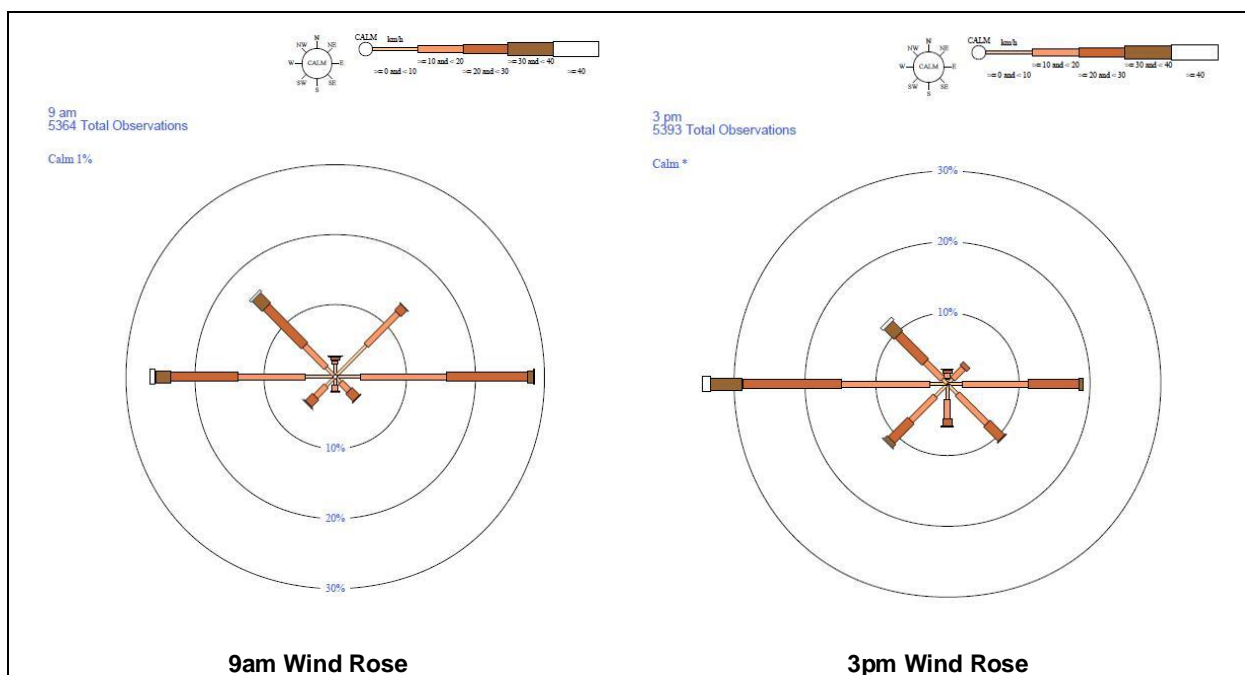 N
NW NE
W CALM E
SW SE
S
CALM km/h
>= 10 and < 20 >= 30 and < 40
>= 0 and < 10 >= 20 and < 30 >= 40
9 am
5364 Total Observations
Calm 1%
10%
20%
30%
9am Wind Rose
N
NW NE
W CALM E
SW SE
S
CALM km/h
>= 10 and < 20 >= 30 and < 40
>= 0 and < 10 >= 20 and < 30 >= 40
3 pm
5393 Total Observations
Calm *
30%
20%
10%
3pm Wind Rose